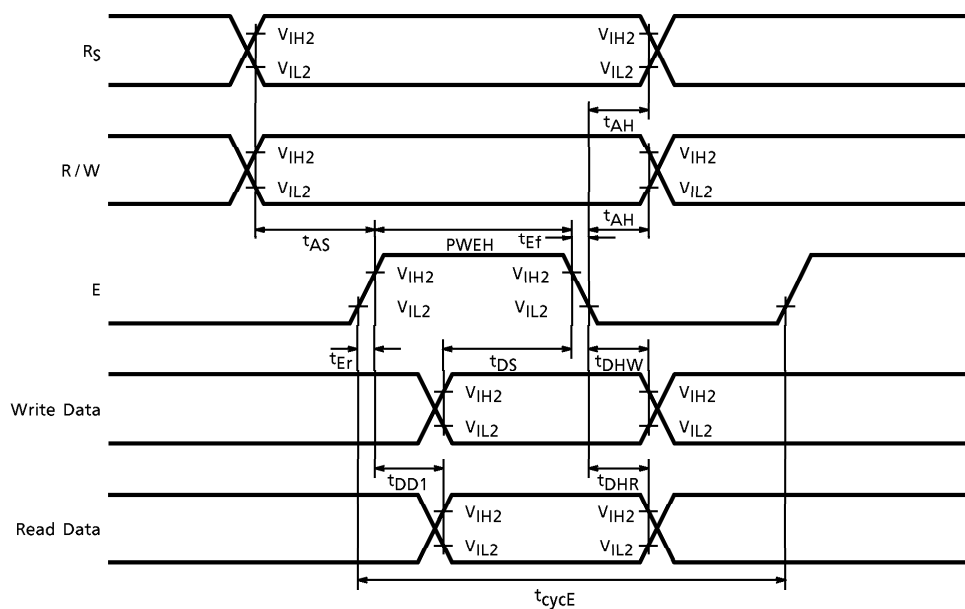 RS VIH2 VIH2
VIL2 VIL2
tAH
R/W VIH2 VIH2
VIL2 VIL2
tAS PWEH tEf tAH
E VIH2 VIH2
VIL2 VIL2
tEr tDS tDHW
Write Data VIH2 VIH2
VIL2 VIL2
tDD1 tDHR
Read Data VIH2 VIH2
VIL2 VIL2
tcycE